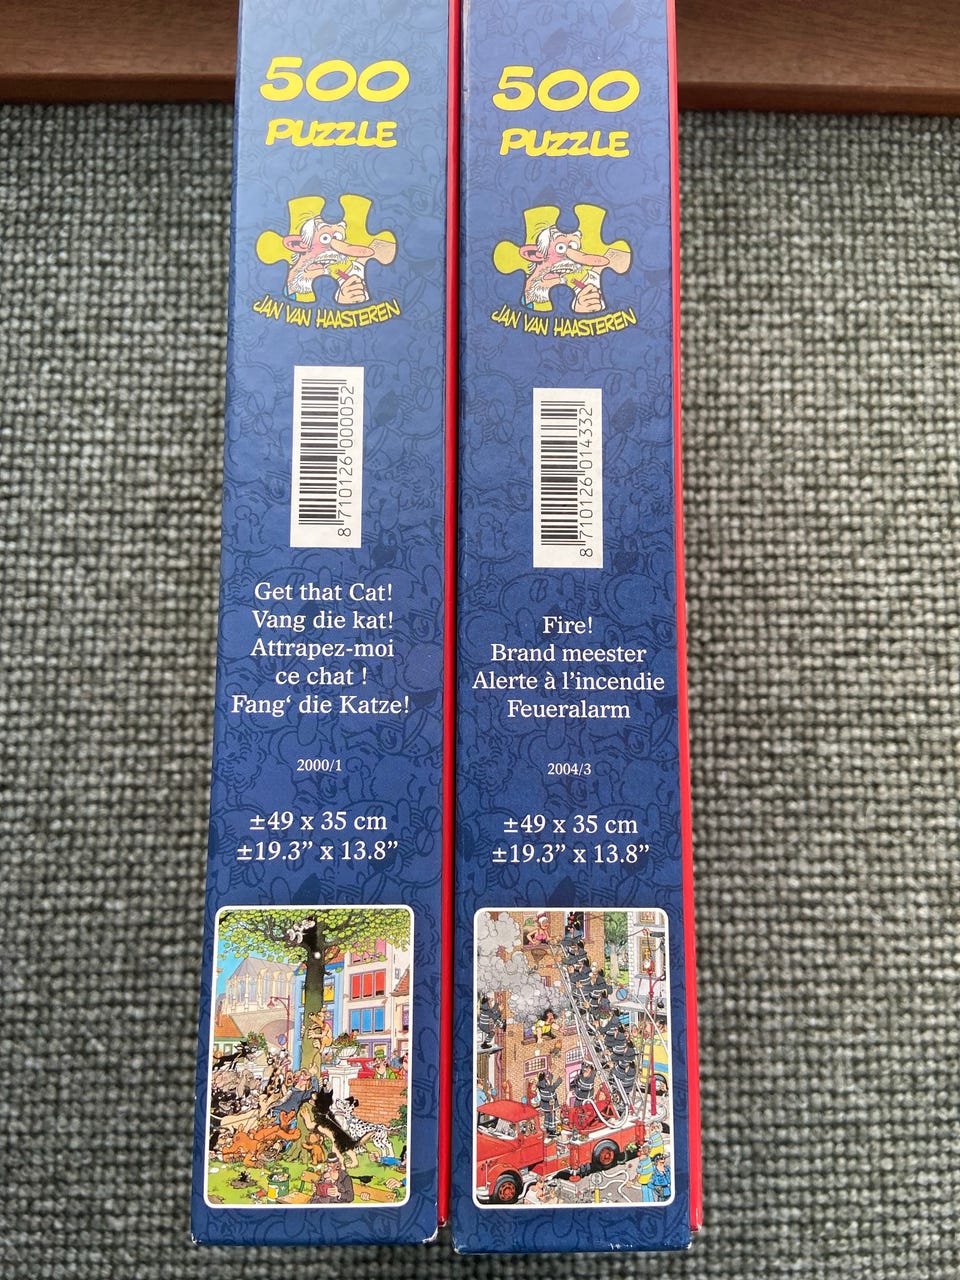 500
PUZZLE
JAN VAN HAASTEREN
8 710126 000052
Get that Cat!
Vang die kat!
Attrapez-moi
ce chat !
Fang‘ die Katze!
2000/1
±49 x 35 cm
±19.3” x 13.8”
500
PUZZLE
JAN VAN HAASTEREN
8 710126 014332
Fire!
Brand meester
Alerte à l’incendie
Feueralarm
2004/3
±49 x 35 cm
±19.3” x 13.8”